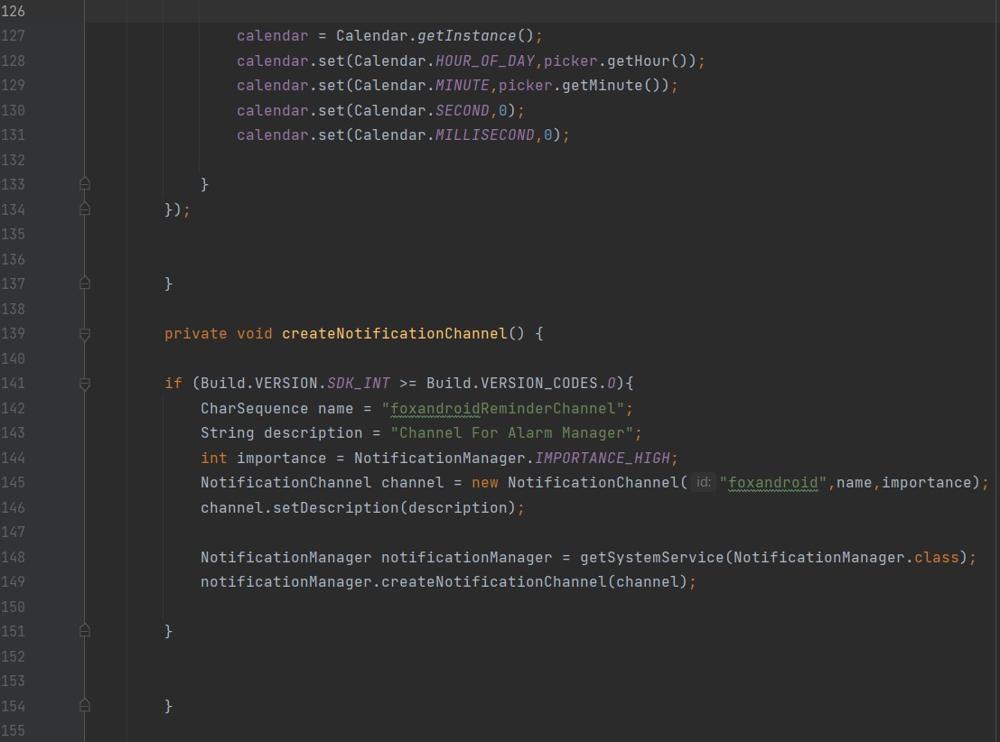 126
127 calendar = Calendar.getInstance();
128 calendar.set(Calendar.HOUR_OF_DAY,picker.getHour());
129 calendar.set(Calendar.MINUTE,picker.getMinute());
130 calendar.set(Calendar.SECOND,0);
131 calendar.set(Calendar.MILLISECOND,0);
132
133 }
134 });
135
136
137 }
138
139 private void createNotificationChannel() {
140
141 if (Build.VERSION.SDK_INT >= Build.VERSION_CODES.O){
142 CharSequence name = "foxandroidReminderChannel";
143 String description = "Channel For Alarm Manager";
144 int importance = NotificationManager.IMPORTANCE_HIGH;
145 NotificationChannel channel = new NotificationChannel( id: "foxandroid",name,importance);
146 channel.setDescription(description);
147
148 NotificationManager notificationManager = getSystemService(NotificationManager.class);
149 notificationManager.createNotificationChannel(channel);
150
151 }
152
153
154 }
155